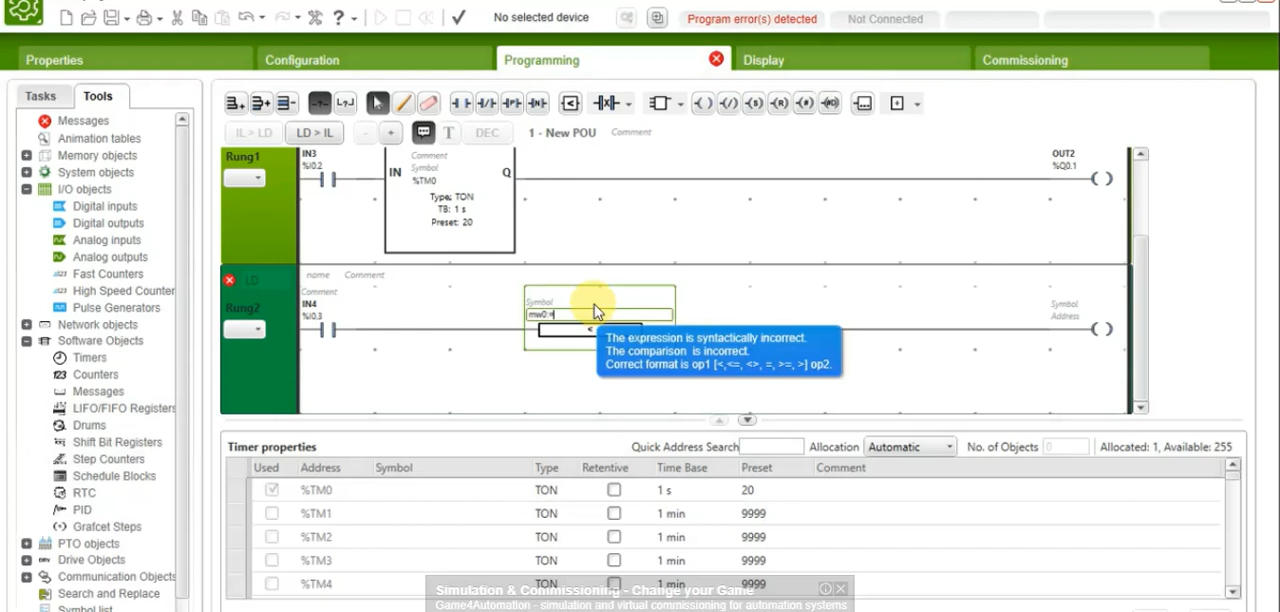 No selected device
Program error(s) detected
Not Connected
Properties
Configuration
Programming
Display
Commissioning
Tasks
Tools
Messages
Animation tables
Memory objects
System objects
I/O objects
Digital inputs
Digital outputs
Analog inputs
Analog outputs
Fast Counters
High Speed Counter
Pulse Generators
Network objects
Software Objects
Timers
Counters
Messages
LIFO/FIFO Registers
Drums
Shift Bit Registers
Step Counters
Schedule Blocks
RTC
PID
Grafcet Steps
PTO objects
Drive Objects
Communication Objects
Search and Replace
Symbol list
IL > LD
LD > IL
-
+
T
DEC
1 - New POU
Comment
Rung1
IN3
%I0.2
Comment
Symbol
%TM0
IN
Q
Type: TON
TB: 1 s
Preset: 20
OUT2
%Q0.1
LD
name
Comment
Rung2
Comment
IN4
%I0.3
Symbol
mw0:=
<
Symbol
Address
The expression is syntactically incorrect.
The comparison is incorrect.
Correct format is op1 [<,<=, <>, =, >=, >] op2.
Timer properties
Quick Address Search
Allocation
Automatic
No. of Objects
0
Allocated: 1, Available: 255
Used
Address
Symbol
Type
Retentive
Time Base
Preset
Comment
%TM0
TON
1 s
20
%TM1
TON
1 min
9999
%TM2
TON
1 min
9999
%TM3
TON
1 min
9999
%TM4
TON
1 min
9999
Simulation & Commissioning - Change your Game
Game4Automation - simulation and virtual commissioning for automation systems